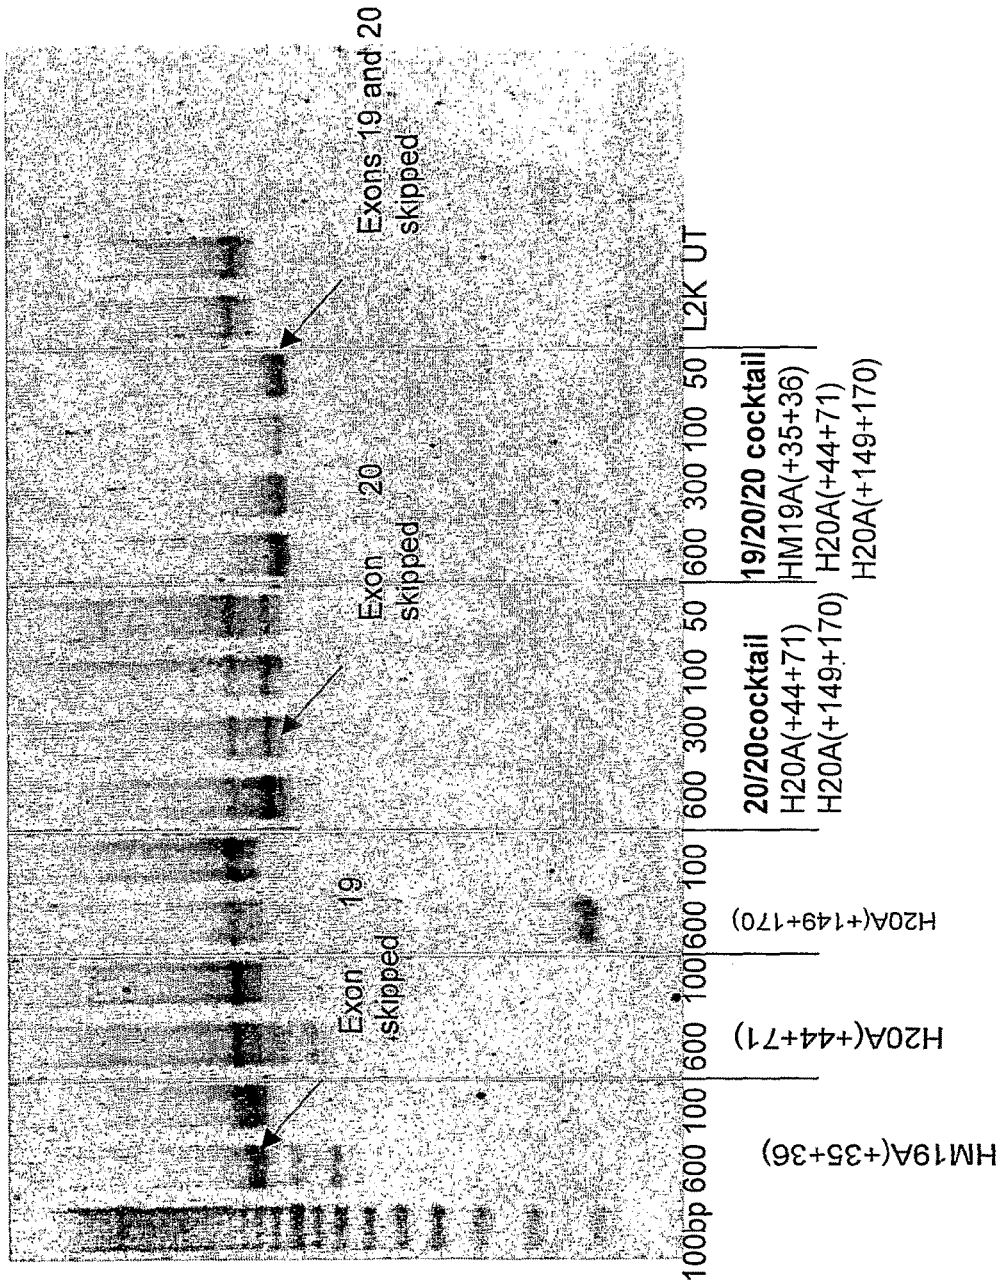 Exon 19
skipped
Exon 20
skipped
Exons 19 and 20
skipped
100bp 600 100 600 100 600 100 600 300 100 50 600 300 100 50 L2K UT
HM19A(+35+36)
H20A(+44+71)
H20A(+149+170)
20/20cocktail
H20A(+44+71)
H20A(+149+170)
19/20/20 cocktail
HM19A(+35+36)
H20A(+44+71)
H20A(+149+170)